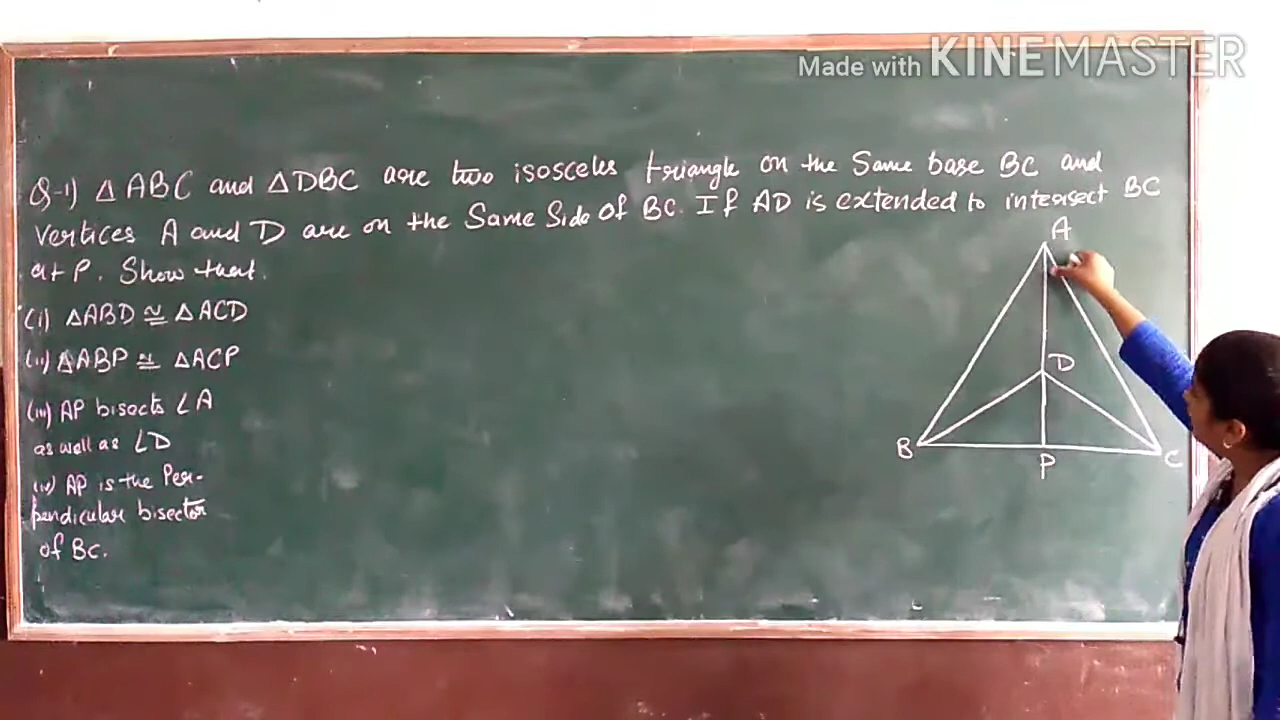 Made with KINEMASTER
Q-1) △ ABC and △DBC are two isosceles triangle on the Same base BC and
vertices A and D are on the Same Side of BC. If AD is extended to intersect BC
at P. Show that.
(i) △ABD ≅ △ACD
(ii) △ABP ≅ △ACP
(iii) AP bisects ∠A
as well as ∠D
(iv) AP is the Per-
pendicular bisector
of BC.
A
D
B
P
C